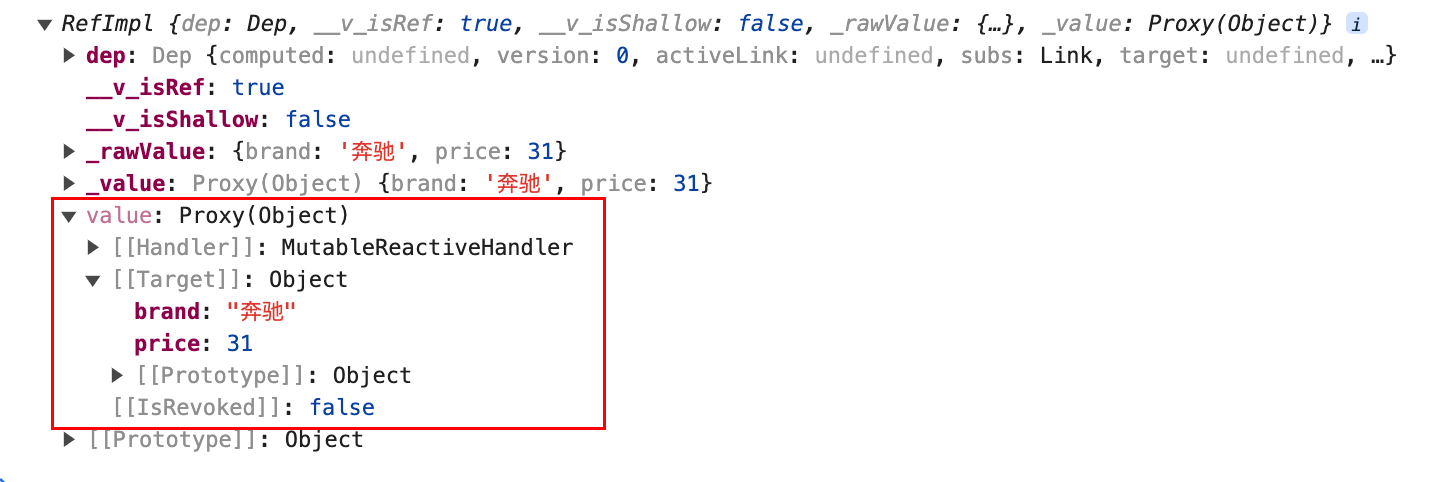 RefImpl {dep: Dep, __v_isRef: true, __v_isShallow: false, _rawValue: {…}, _value: Proxy(Object)} i
dep: Dep {computed: undefined, version: 0, activeLink: undefined, subs: Link, target: undefined, …}
__v_isRef: true
__v_isShallow: false
_rawValue: {brand: '奔驰', price: 31}
_value: Proxy(Object) {brand: '奔驰', price: 31}
value: Proxy(Object)
[[Handler]]: MutableReactiveHandler
[[Target]]: Object
brand: "奔驰"
price: 31
[[Prototype]]: Object
[[IsRevoked]]: false
[[Prototype]]: Object